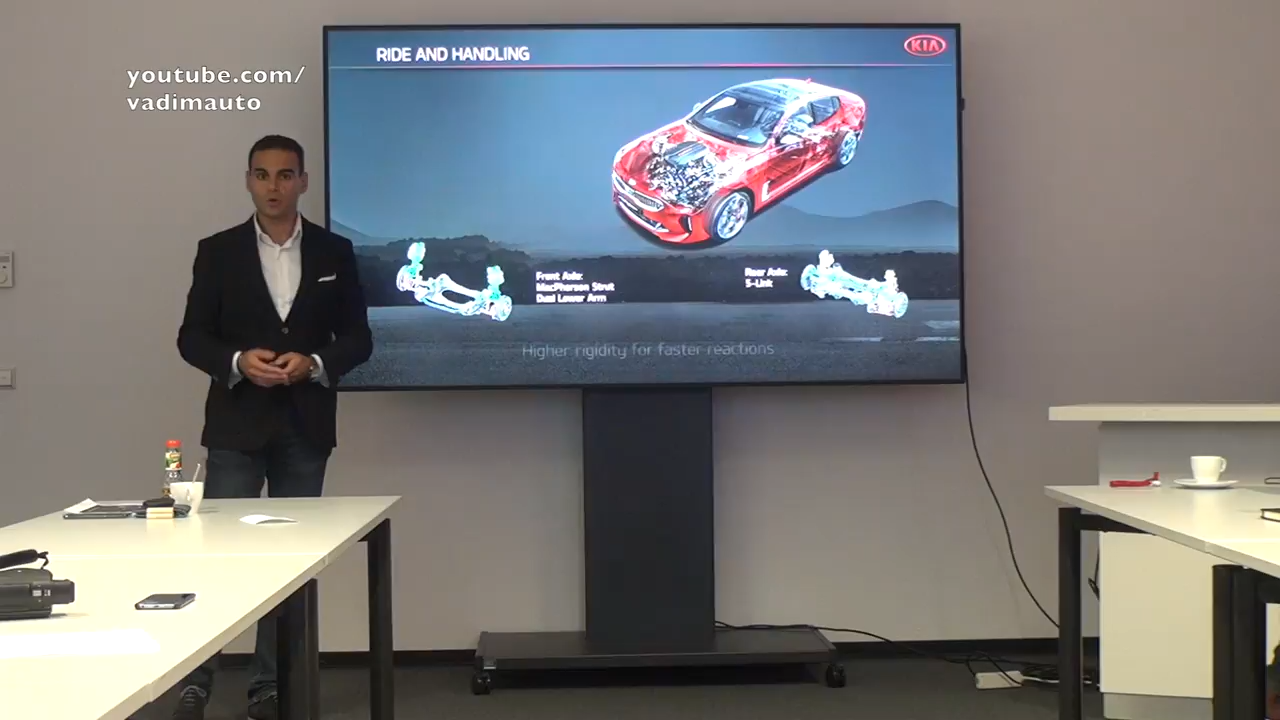 youtube.com/
vadimauto
RIDE AND HANDLING
KIA
Front Axle:
MacPherson Strut
Dual Lower Arm
Rear Axle:
5-Link
Higher rigidity for faster reactions